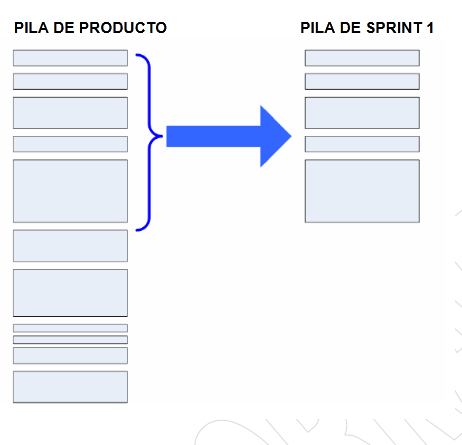 PILA DE PRODUCTO
PILA DE SPRINT 1